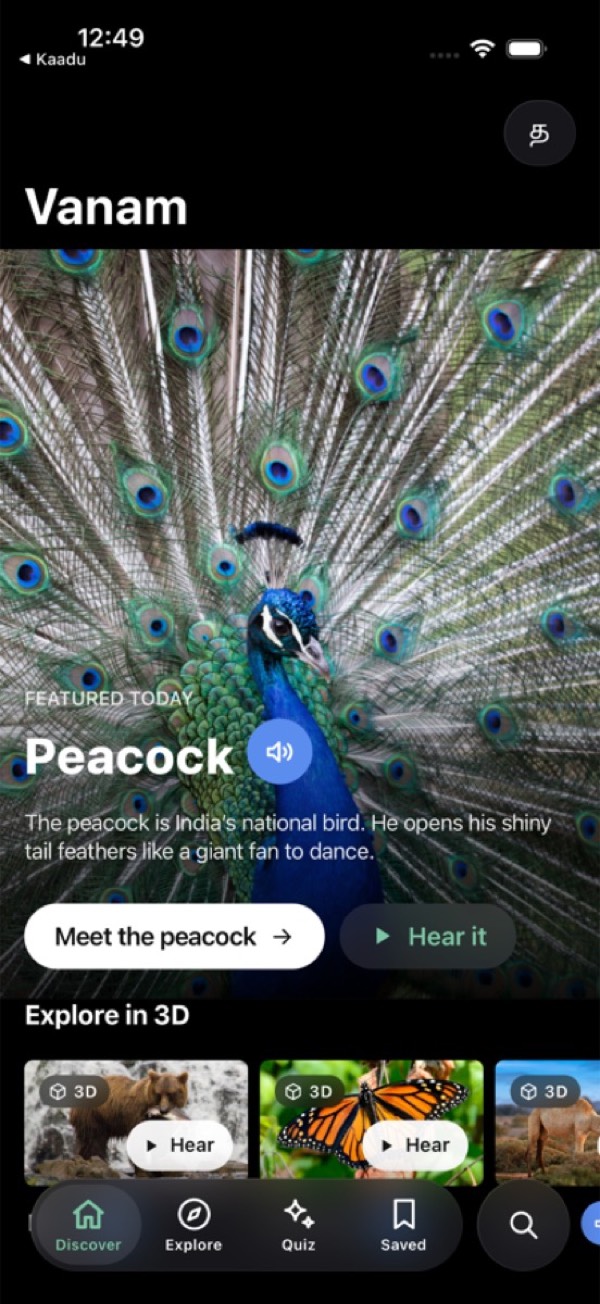 12:49
◀ Kaadu
த
Vanam
FEATURED TODAY
Peacock
The peacock is India's national bird. He opens his shiny
tail feathers like a giant fan to dance.
Meet the peacock →
Hear it
Explore in 3D
3D
3D
3D
Hear
Hear
Discover
Explore
Quiz
Saved